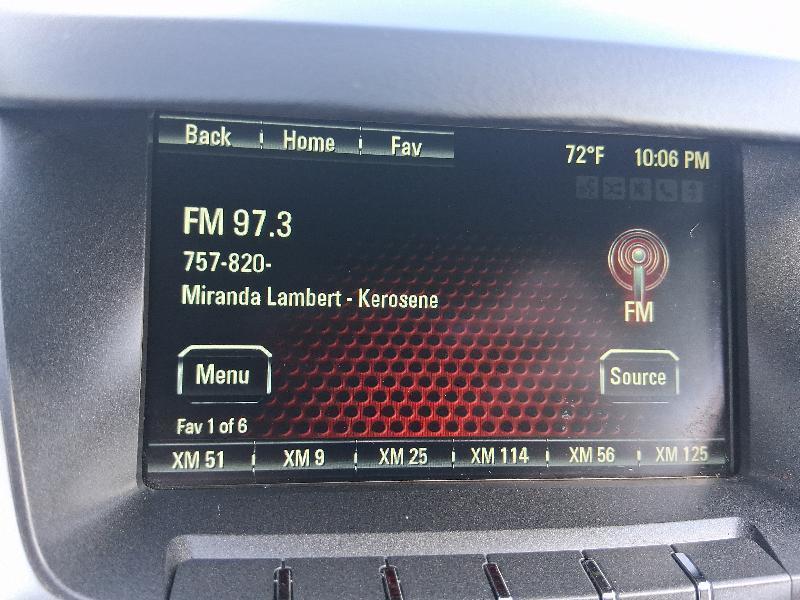 Back Home Fav
72°F 10:06 PM
FM 97.3
757-820-
Miranda Lambert - Kerosene
FM
Menu
Source
Fav 1 of 6
XM 51 XM 9 XM 25 XM 114 XM 56 XM 125